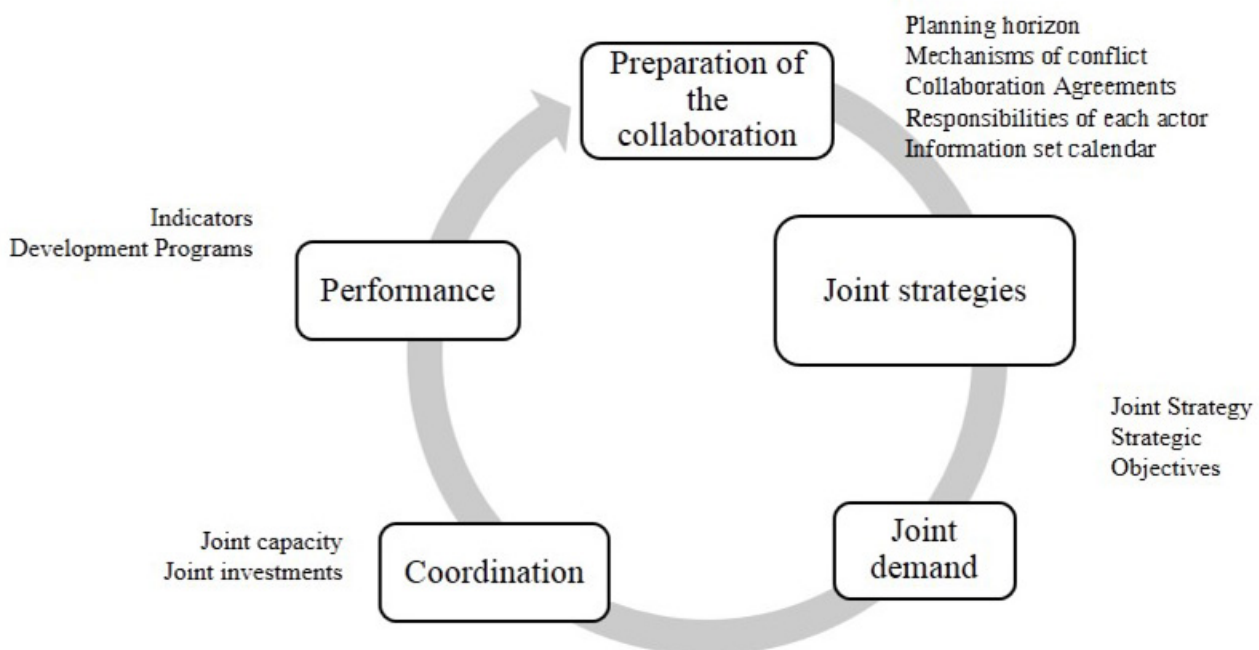 Preparation of
the
collaboration
Planning horizon
Mechanisms of conflict
Collaboration Agreements
Responsibilities of each actor
Information set calendar
Joint strategies
Joint Strategy
Strategic
Objectives
Joint
demand
Coordination
Joint capacity
Joint investments
Performance
Indicators
Development Programs